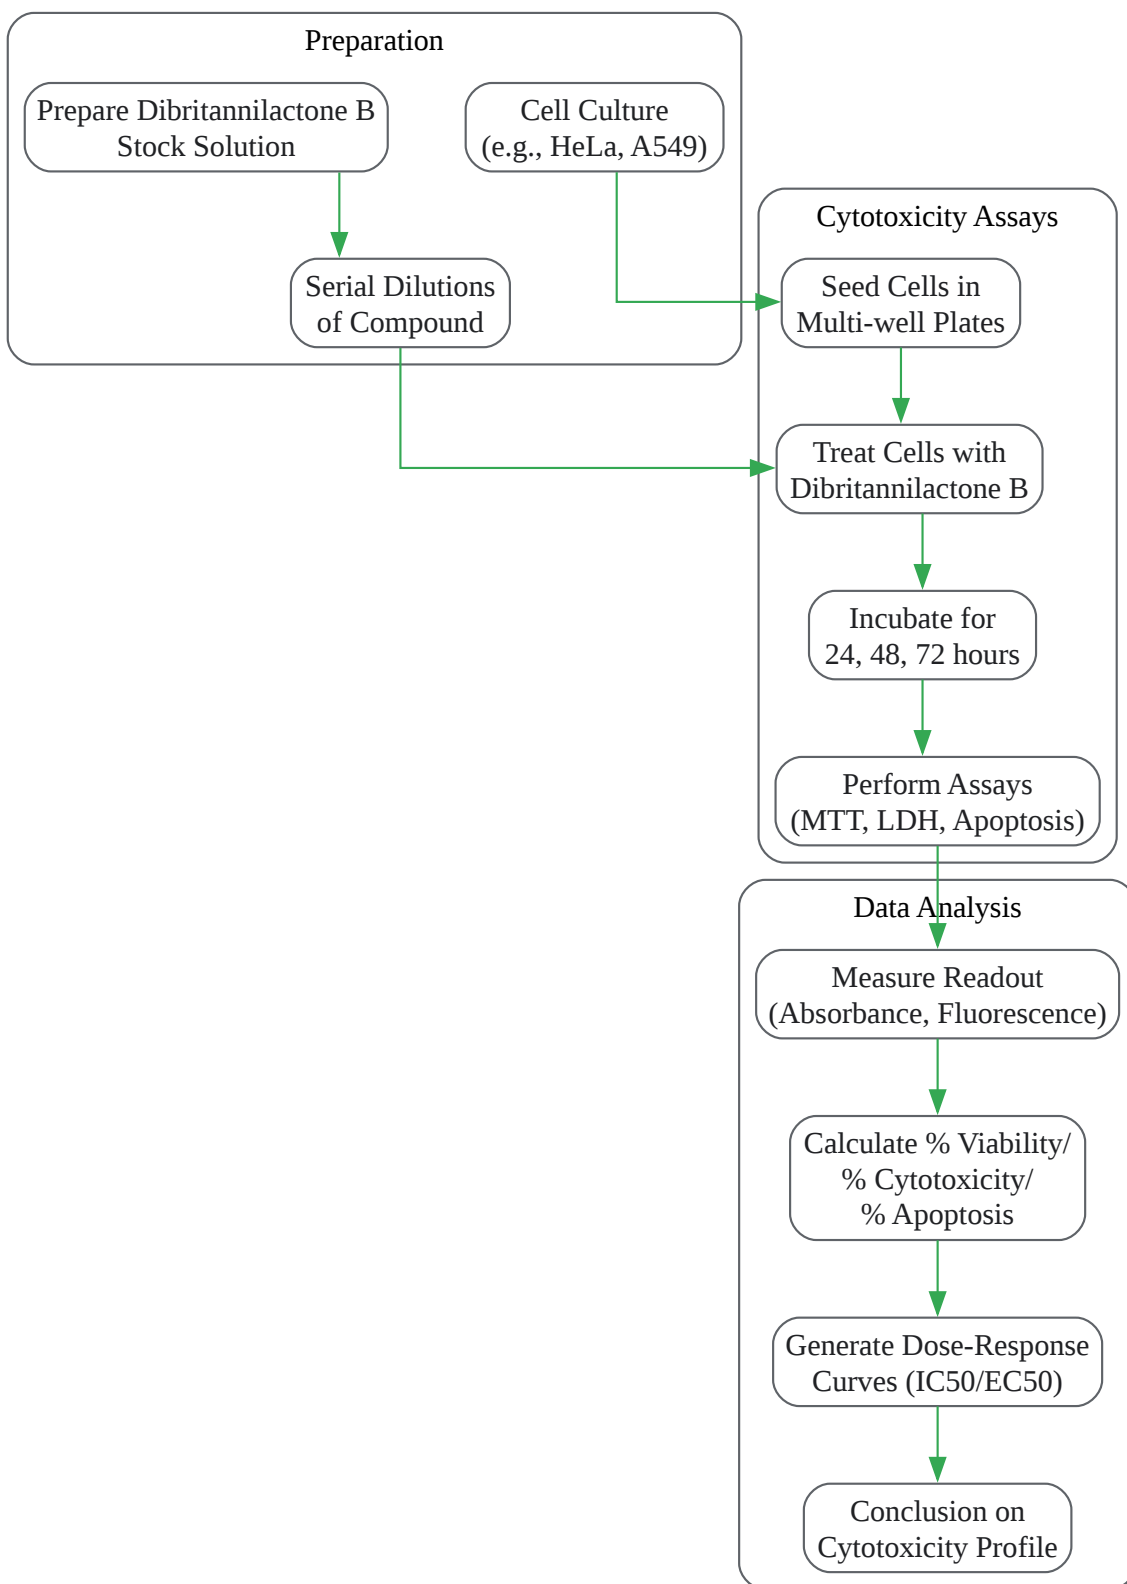 Preparation
Prepare Dibritannilactone B
Stock Solution
Cell Culture
(e.g., HeLa, A549)
Serial Dilutions
of Compound
Cytotoxicity Assays
Seed Cells in
Multi-well Plates
Treat Cells with
Dibritannilactone B
Incubate for
24, 48, 72 hours
Perform Assays
(MTT, LDH, Apoptosis)
Data Analysis
Measure Readout
(Absorbance, Fluorescence)
Calculate % Viability/
% Cytotoxicity/
% Apoptosis
Generate Dose-Response
Curves (IC50/EC50)
Conclusion on
Cytotoxicity Profile